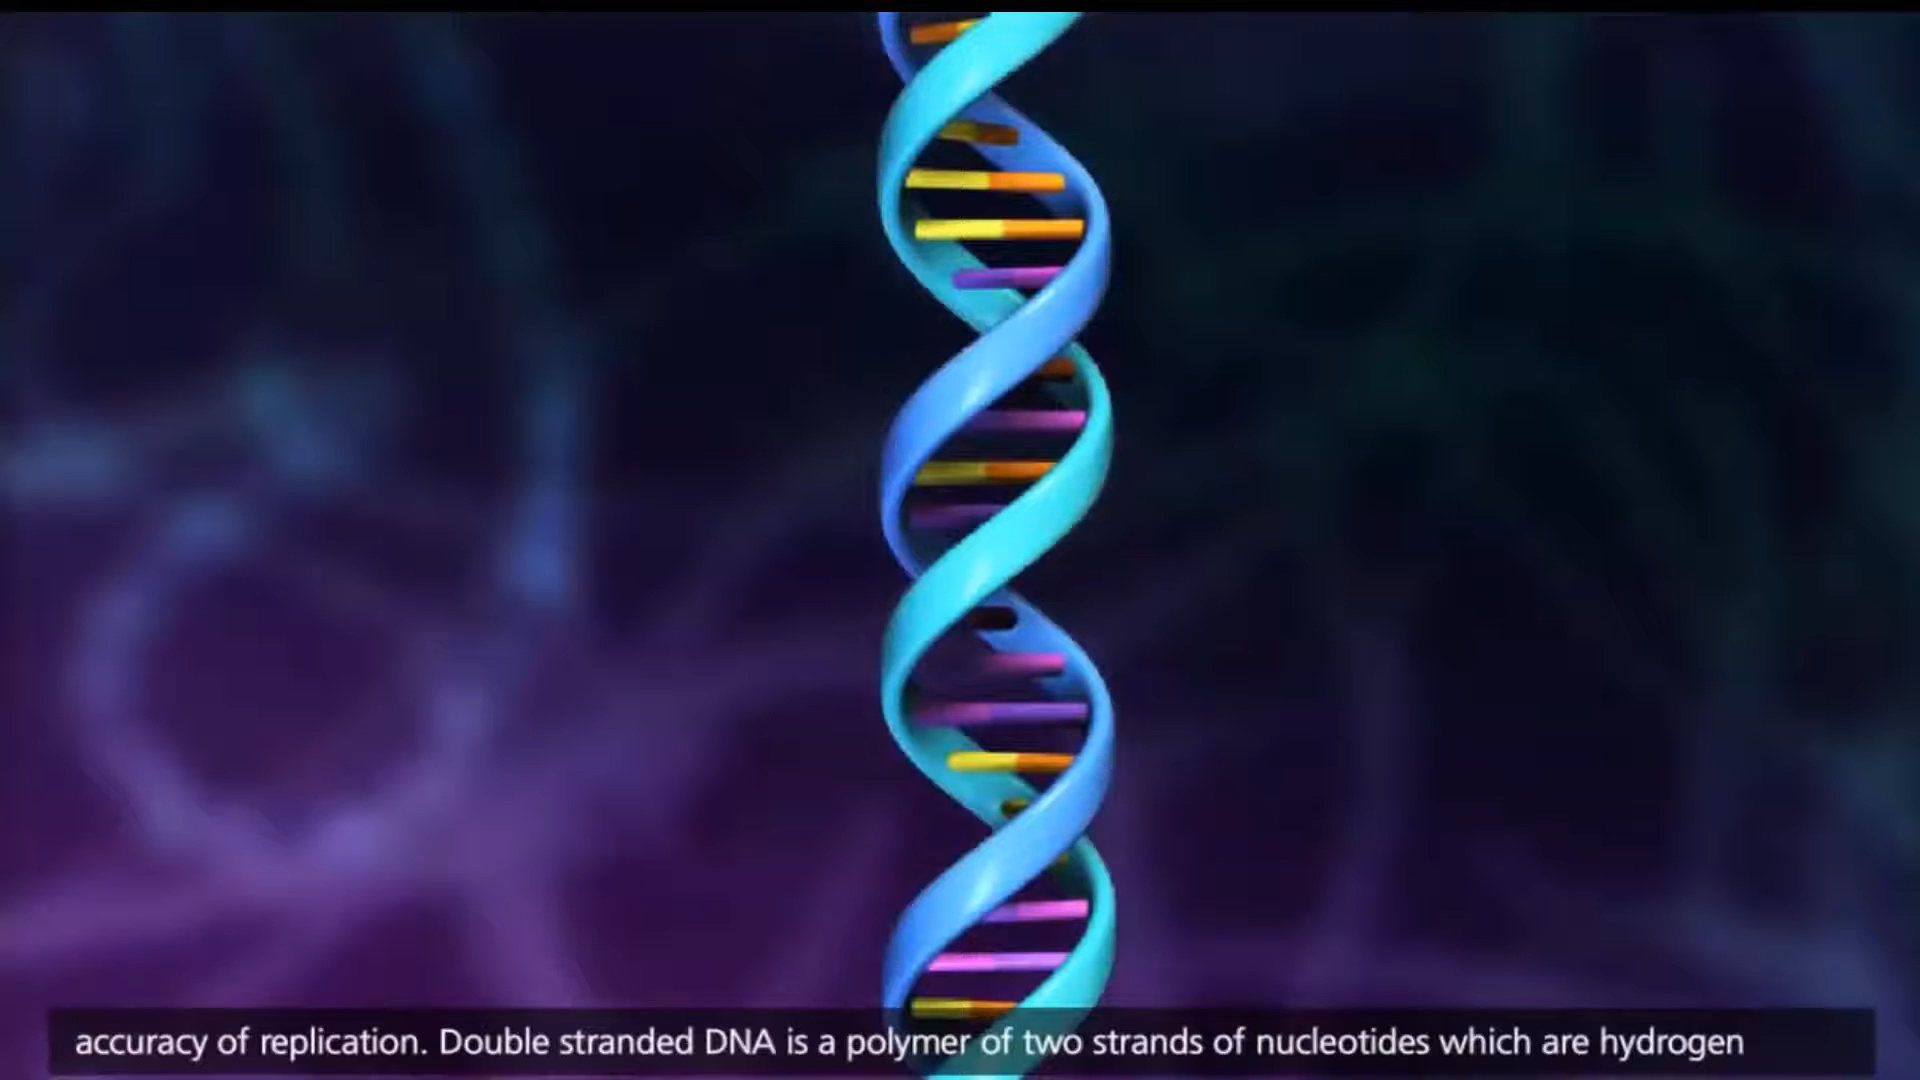 accuracy of replication. Double stranded DNA is a polymer of two strands of nucleotides which are hydrogen